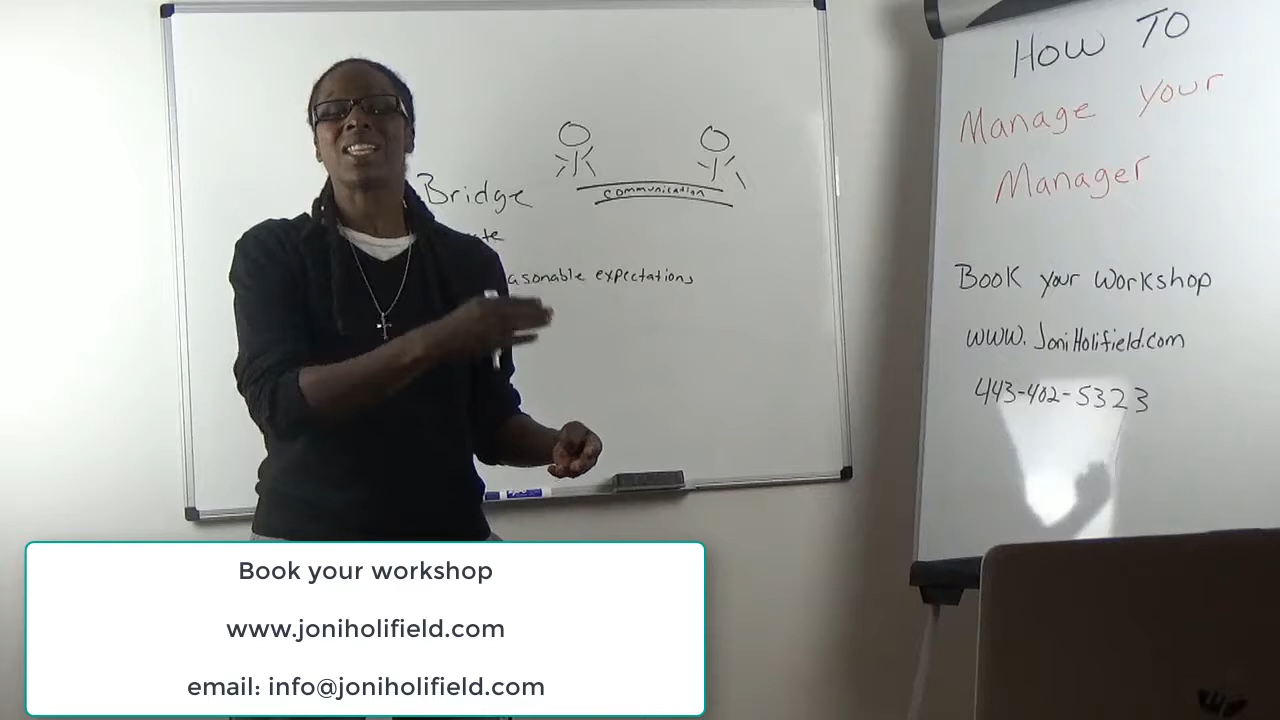 Bridge
communication
expectations
How To
Manage Your
Manager
Book your workshop
www.JoniHolifield.com
443-402-5323
Book your workshop
www.joniholifield.com
email: info@joniholifield.com